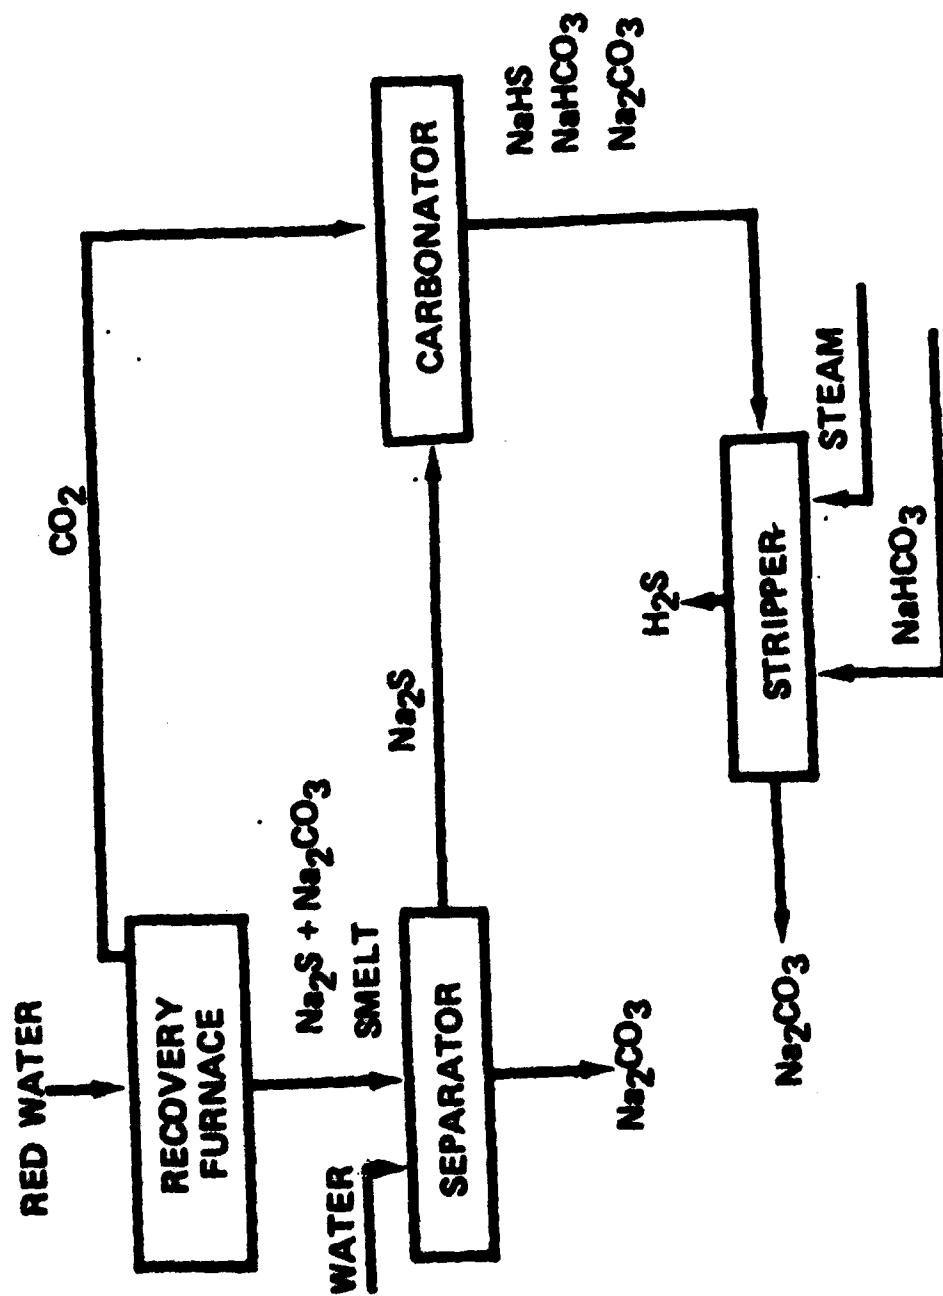 RED WATER
CO₂
RECOVERY
FURNACE
Na₂S + Na₂CO₃
SMELT
WATER
SEPARATOR
Na₂S
CARBONATOR
NaHS
NaHCO₃
Na₂CO₃
Na₂CO₃
H₂S
STRIPPER
STEAM
NaHCO₃
Na₂CO₃